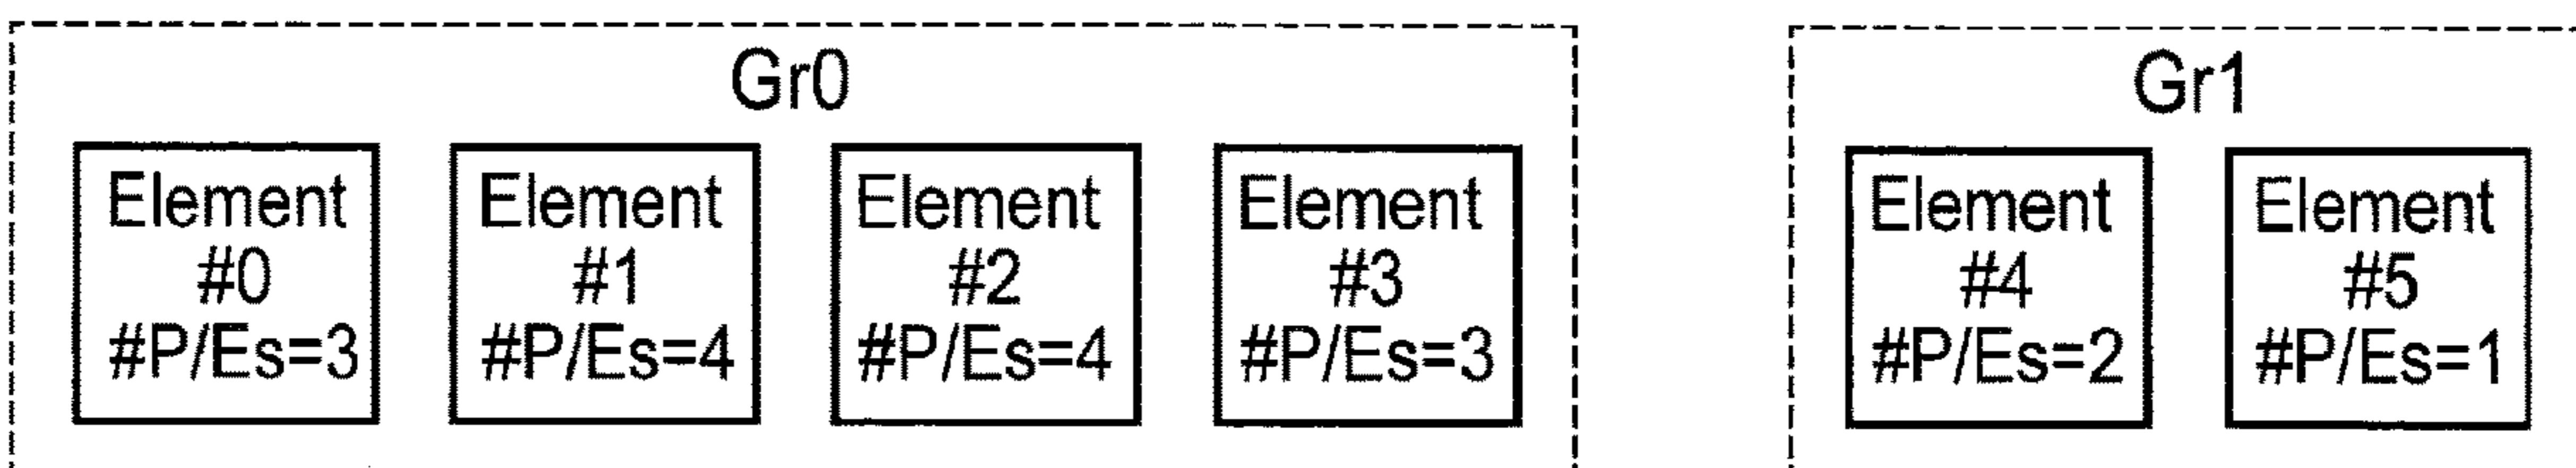 Gr0
Element
#0
#P/Es=3
Element
#1
#P/Es=4
Element
#2
#P/Es=4
Element
#3
#P/Es=3
Gr1
Element
#4
#P/Es=2
Element
#5
#P/Es=1